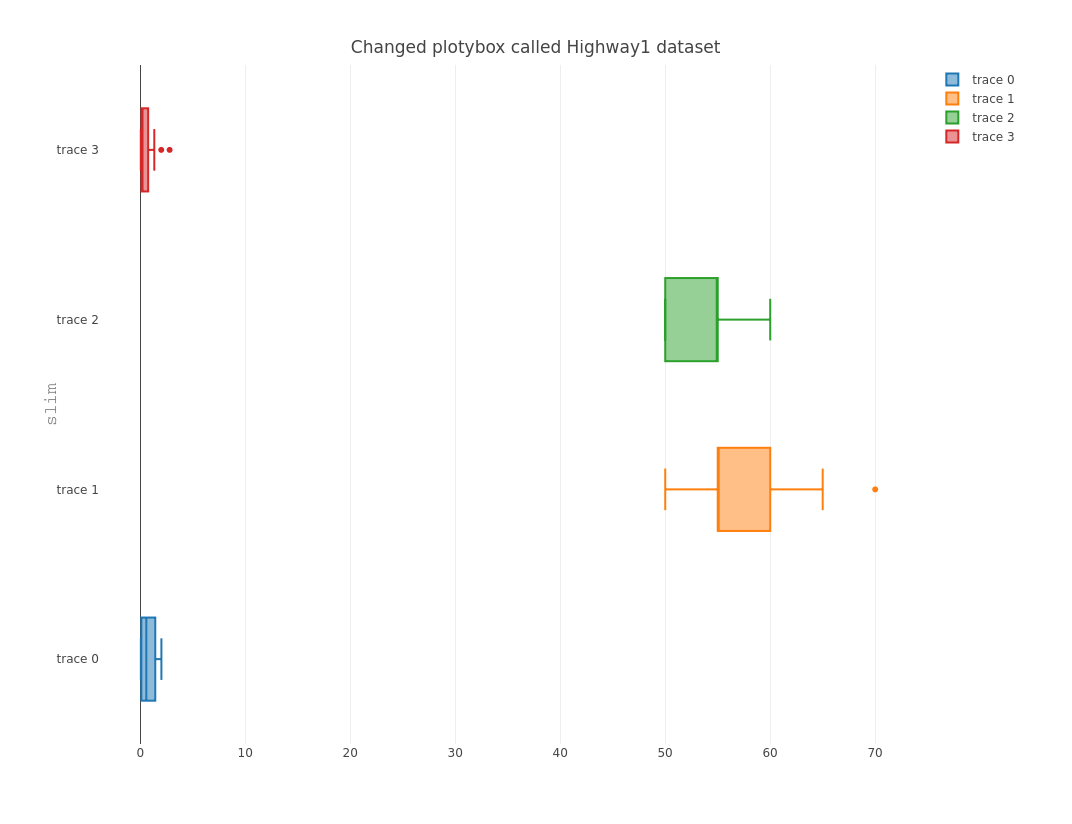 Changed plotybox called Highway1 dataset
trace 0
trace 1
trace 2
trace 3
trace 3
trace 2
trace 1
trace 0
slim
0 10 20 30 40 50 60 70